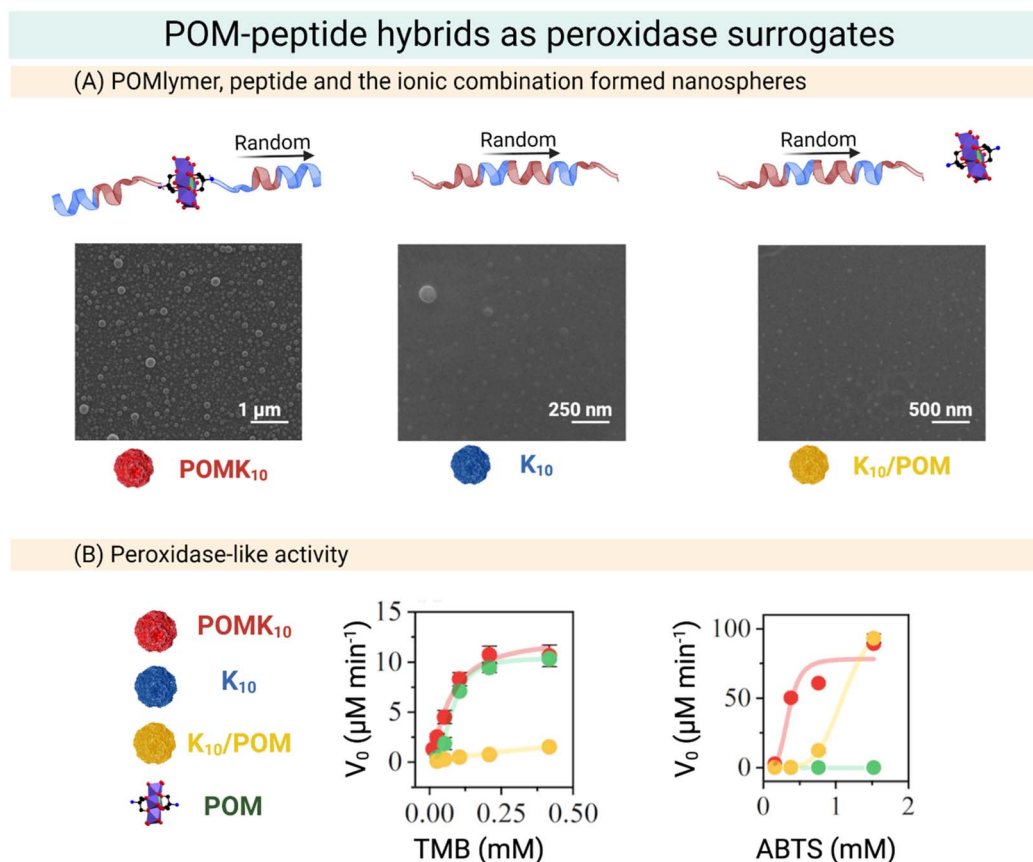 POM-peptide hybrids as peroxidase surrogates
(A) POMlymer, peptide and the ionic combination formed nanospheres
Random
Random
Random
1 µm
250 nm
500 nm
POMK₁₀
K₁₀
K₁₀/POM
(B) Peroxidase-like activity
POMK₁₀
K₁₀
K₁₀/POM
POM
V₀ (µM min⁻¹)
15
10
5
0
0.00 0.25 0.50
TMB (mM)
V₀ (µM min⁻¹)
100
50
0
0 1 2
ABTS (mM)